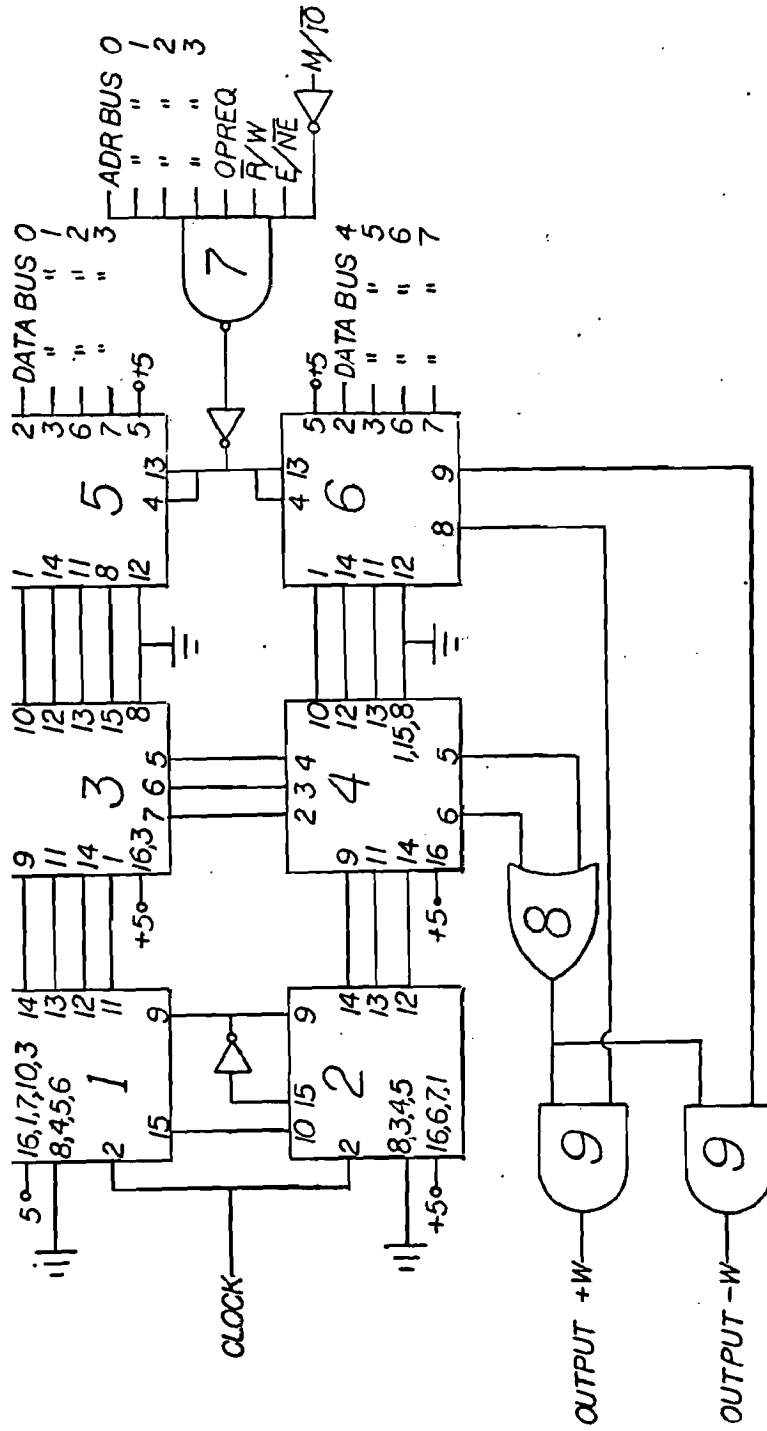 ADR BUS 0
" " 1
" " 2
" " 3
OPREQ
R̅/W
E/N̅E̅
M/I̅O̅
7
2 DATA BUS 0
3 " " 1
6 " " 2
7 " " 3
5 +5
1
14
11
8
12
5
4 13
5 +5
2 DATA BUS 4
3 " " 5
6 " " 6
7 " " 7
1
14
11
12
6
4 13
8 9
10
12
13
15
8
9
11
14
1
16,3
+5
3
7 6 5
10
12
13
1,15,8
9
11
14
16
+5
4
2 3 4
6 5
5 16,1,7,10,3
8,4,5,6
2
14
13
12
11
1
15 9
CLOCK
10 15 9
2
14
13
12
2
8,3,4,5
+5 16,6,7,1
8
9
OUTPUT +W
9
OUTPUT -W